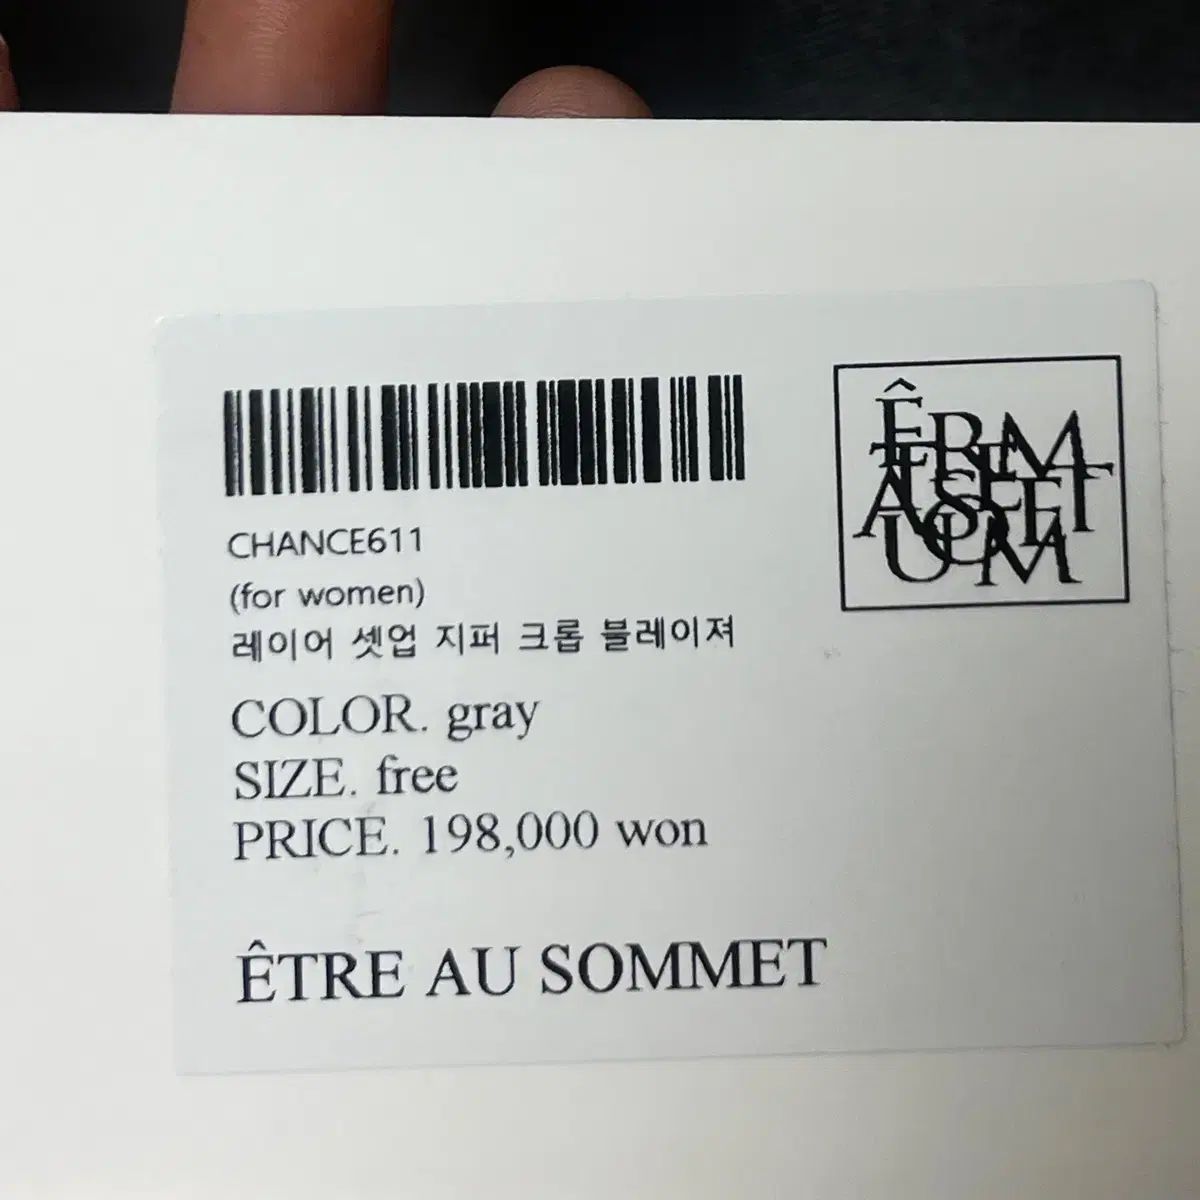 CHANCE611
(for women)
레이어 셋업 지퍼 크롭 블레이져
COLOR. gray
SIZE. free
PRICE. 198,000 won
ÊTRE AU SOMMET